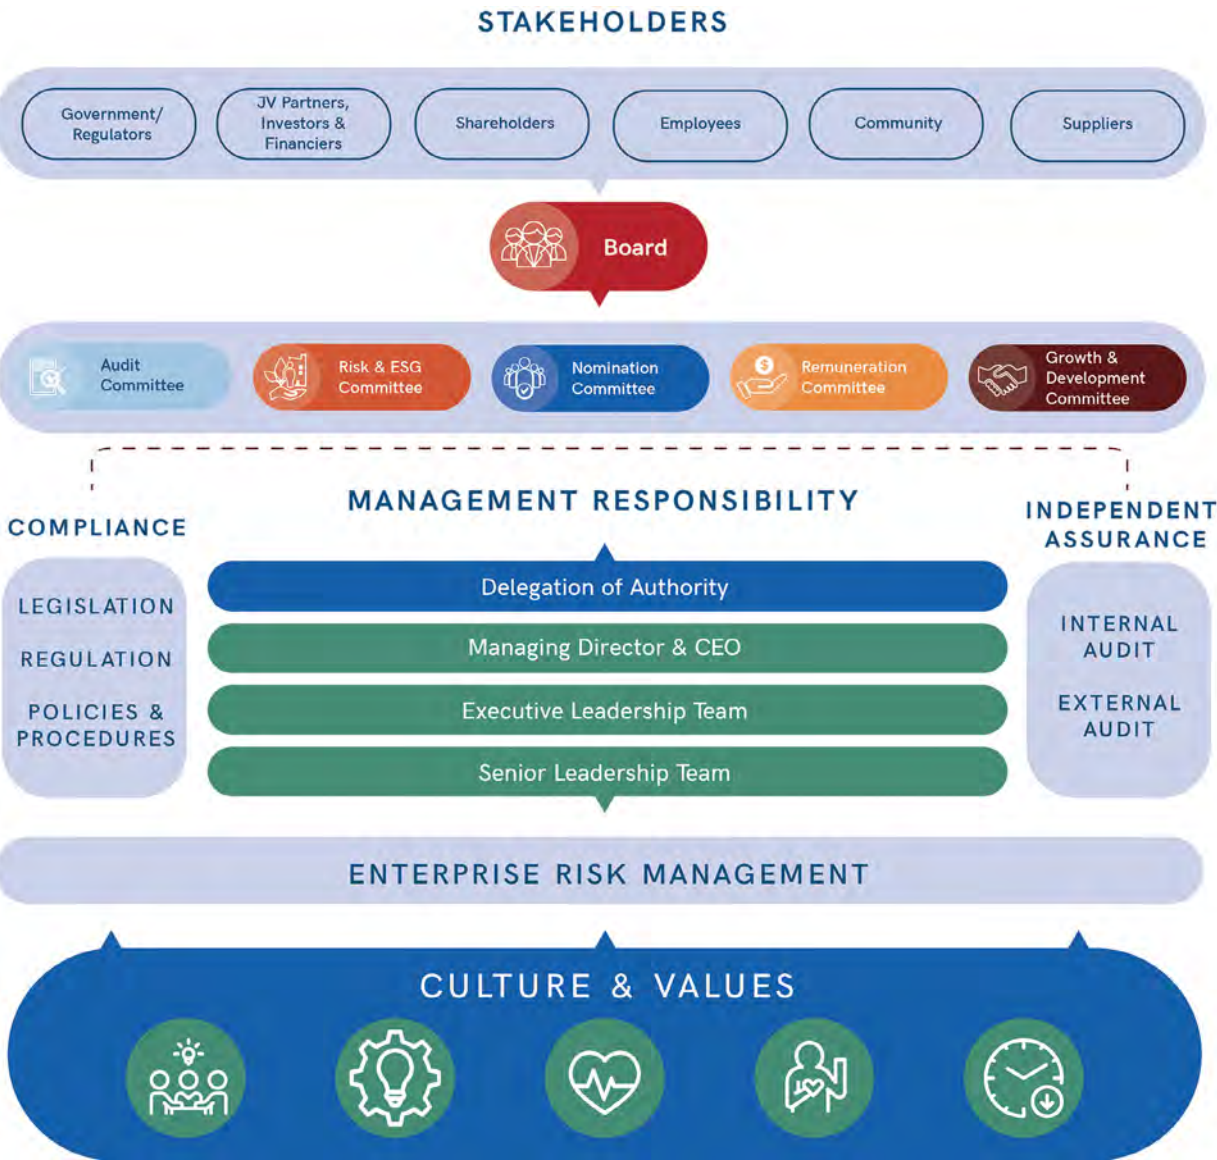 STAKEHOLDERS
Government/
Regulators
JV Partners,
Investors &
Financiers
Shareholders
Employees
Community
Suppliers
Board
Audit
Committee
Risk & ESG
Committee
Nomination
Committee
Remuneration
Committee
Growth &
Development
Committee
MANAGEMENT RESPONSIBILITY
COMPLIANCE
LEGISLATION
REGULATION
POLICIES &
PROCEDURES
Delegation of Authority
Managing Director & CEO
Executive Leadership Team
Senior Leadership Team
INDEPENDENT
ASSURANCE
INTERNAL
AUDIT
EXTERNAL
AUDIT
ENTERPRISE RISK MANAGEMENT
CULTURE & VALUES